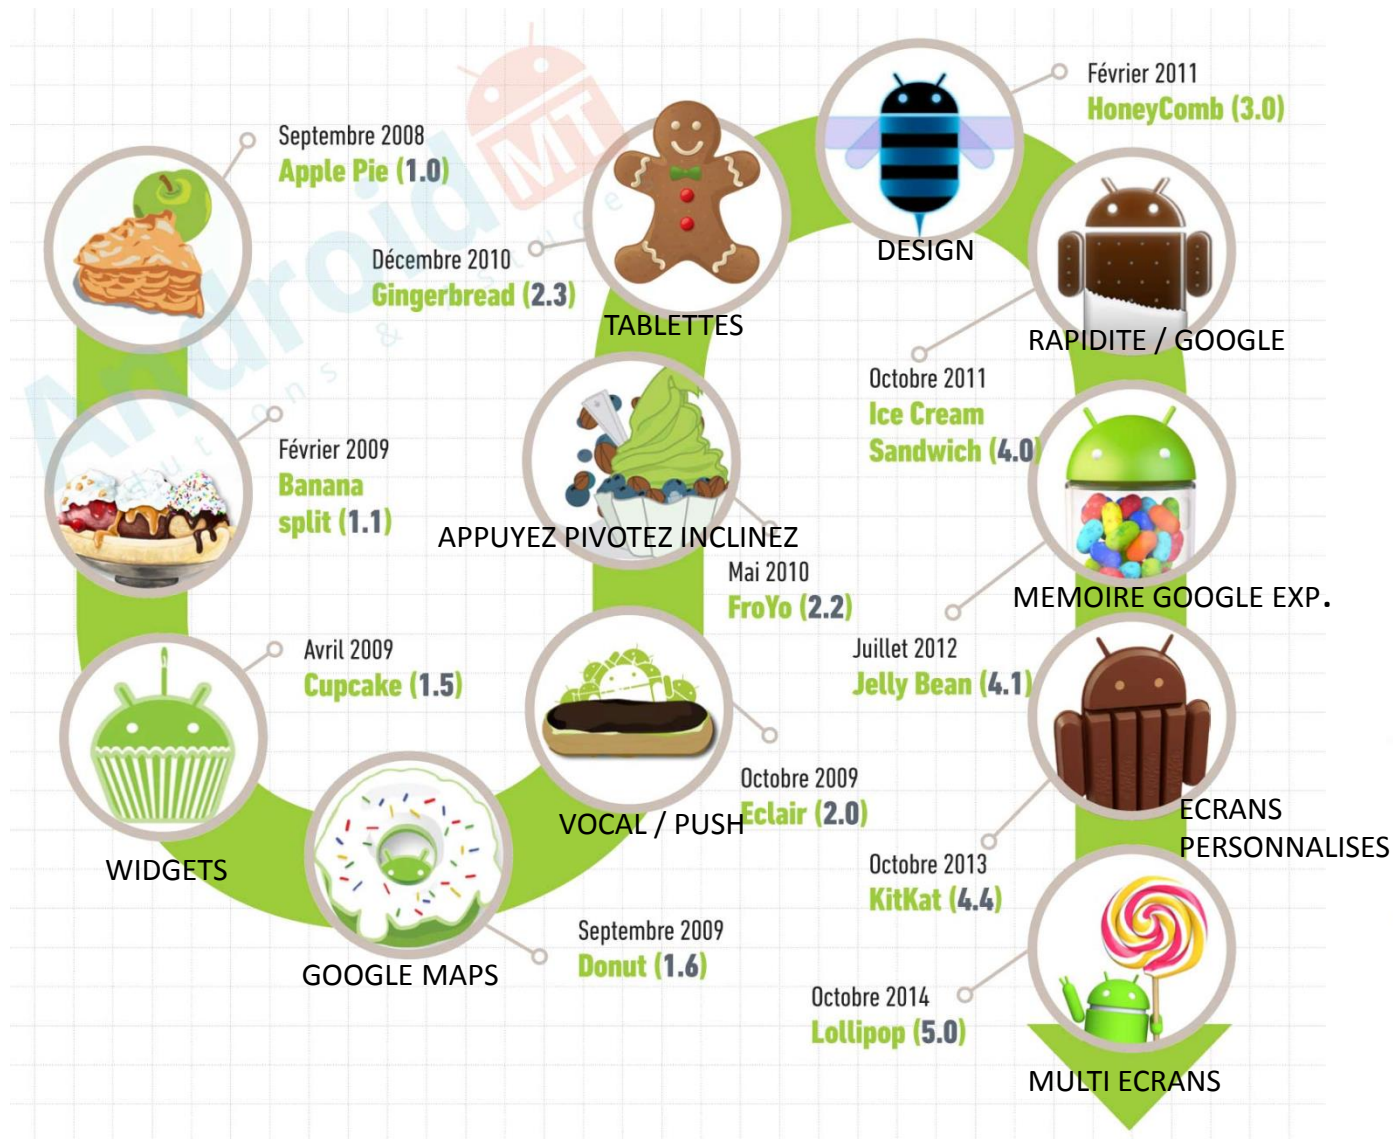 Septembre 2008
Apple Pie (1.0)
Février 2009
Banana
split (1.1)
Avril 2009
Cupcake (1.5)
WIDGETS
Septembre 2009
Donut (1.6)
GOOGLE MAPS
Octobre 2009
Eclair (2.0)
VOCAL / PUSH
Mai 2010
FroYo (2.2)
APPUYEZ PIVOTEZ INCLINEZ
Décembre 2010
Gingerbread (2.3)
TABLETTES
Février 2011
HoneyComb (3.0)
DESIGN
Octobre 2011
Ice Cream
Sandwich (4.0)
RAPIDITE / GOOGLE
Juillet 2012
Jelly Bean (4.1)
MEMOIRE GOOGLE EXP.
Octobre 2013
KitKat (4.4)
ECRANS
PERSONNALISES
Octobre 2014
Lollipop (5.0)
MULTI ECRANS
Android MT